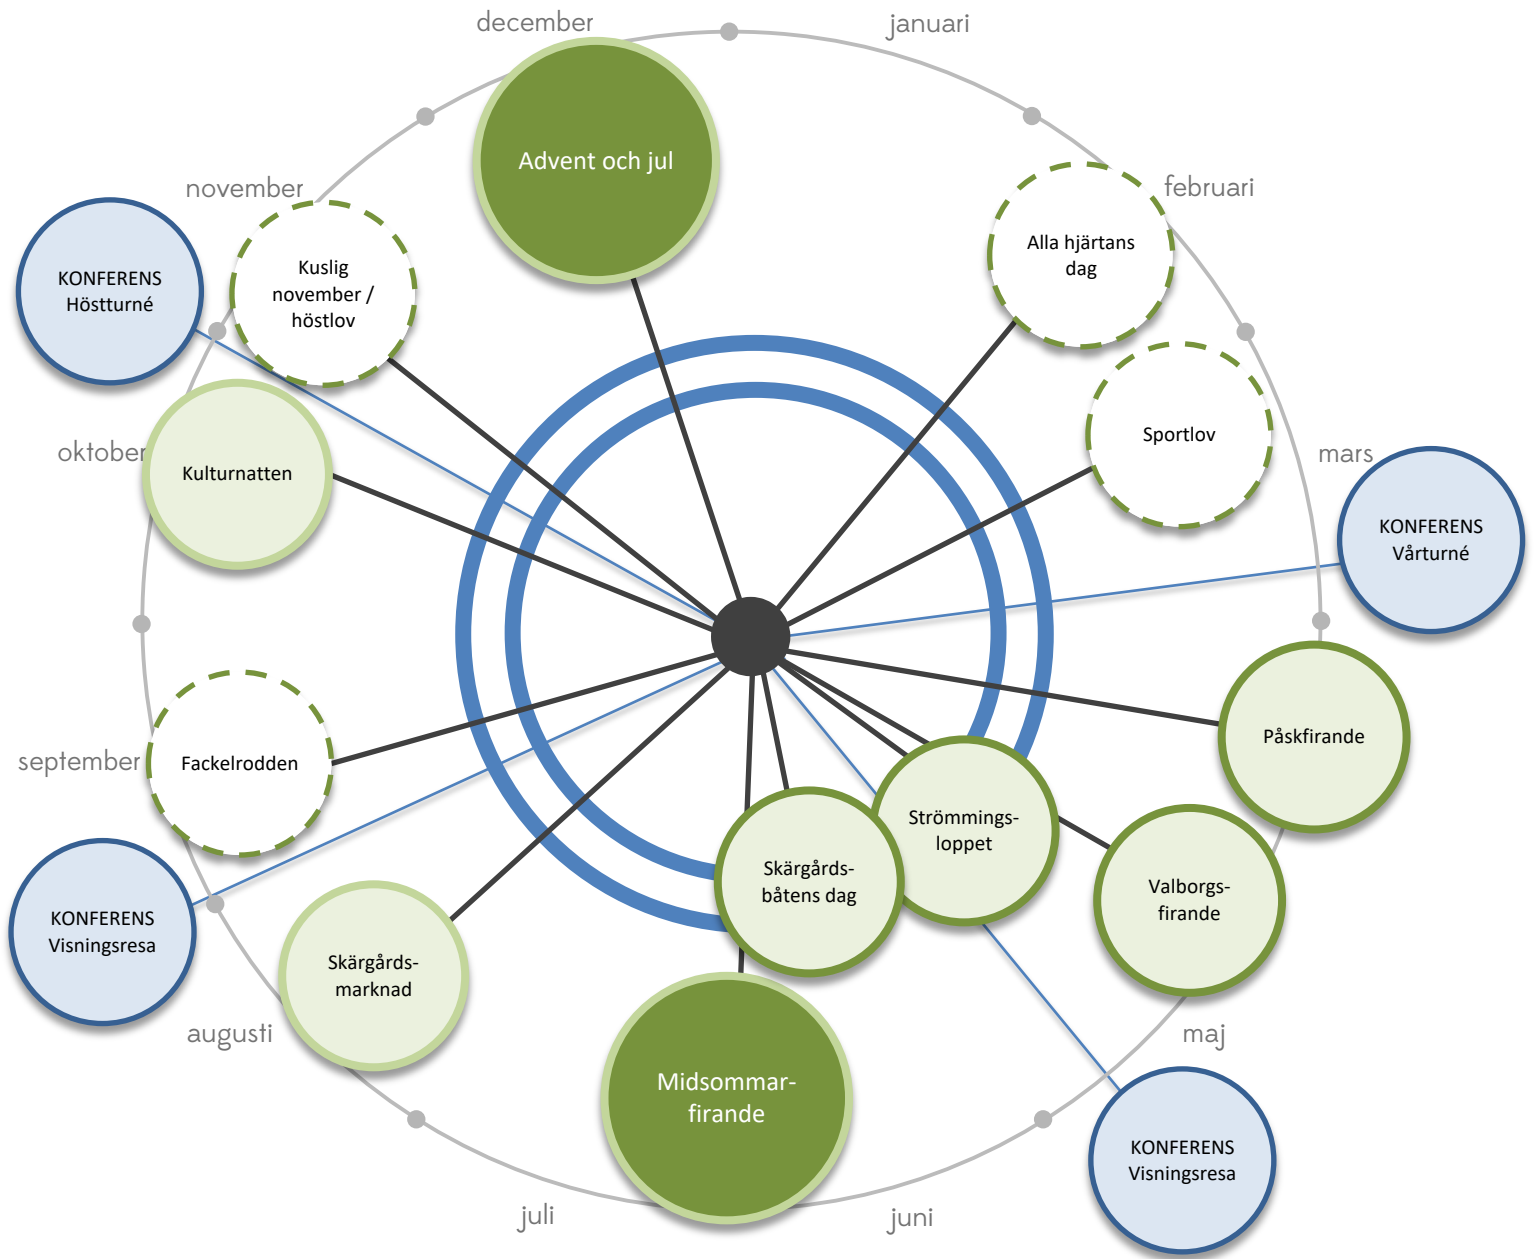 december
januari
november
februari
Advent och jul
Alla hjärtans
dag
KONFERENS
Höstturné
Kuslig
november /
höstlov
Sportlov
mars
oktober
Kulturnatten
KONFERENS
Vårturné
Påskfirande
september
Fackelrodden
Strömmings-
loppet
Skärgårds-
båtens dag
Valborgs-
firande
KONFERENS
Visningsresa
Skärgårds-
marknad
augusti
maj
Midsommar-
firande
KONFERENS
Visningsresa
juli
juni